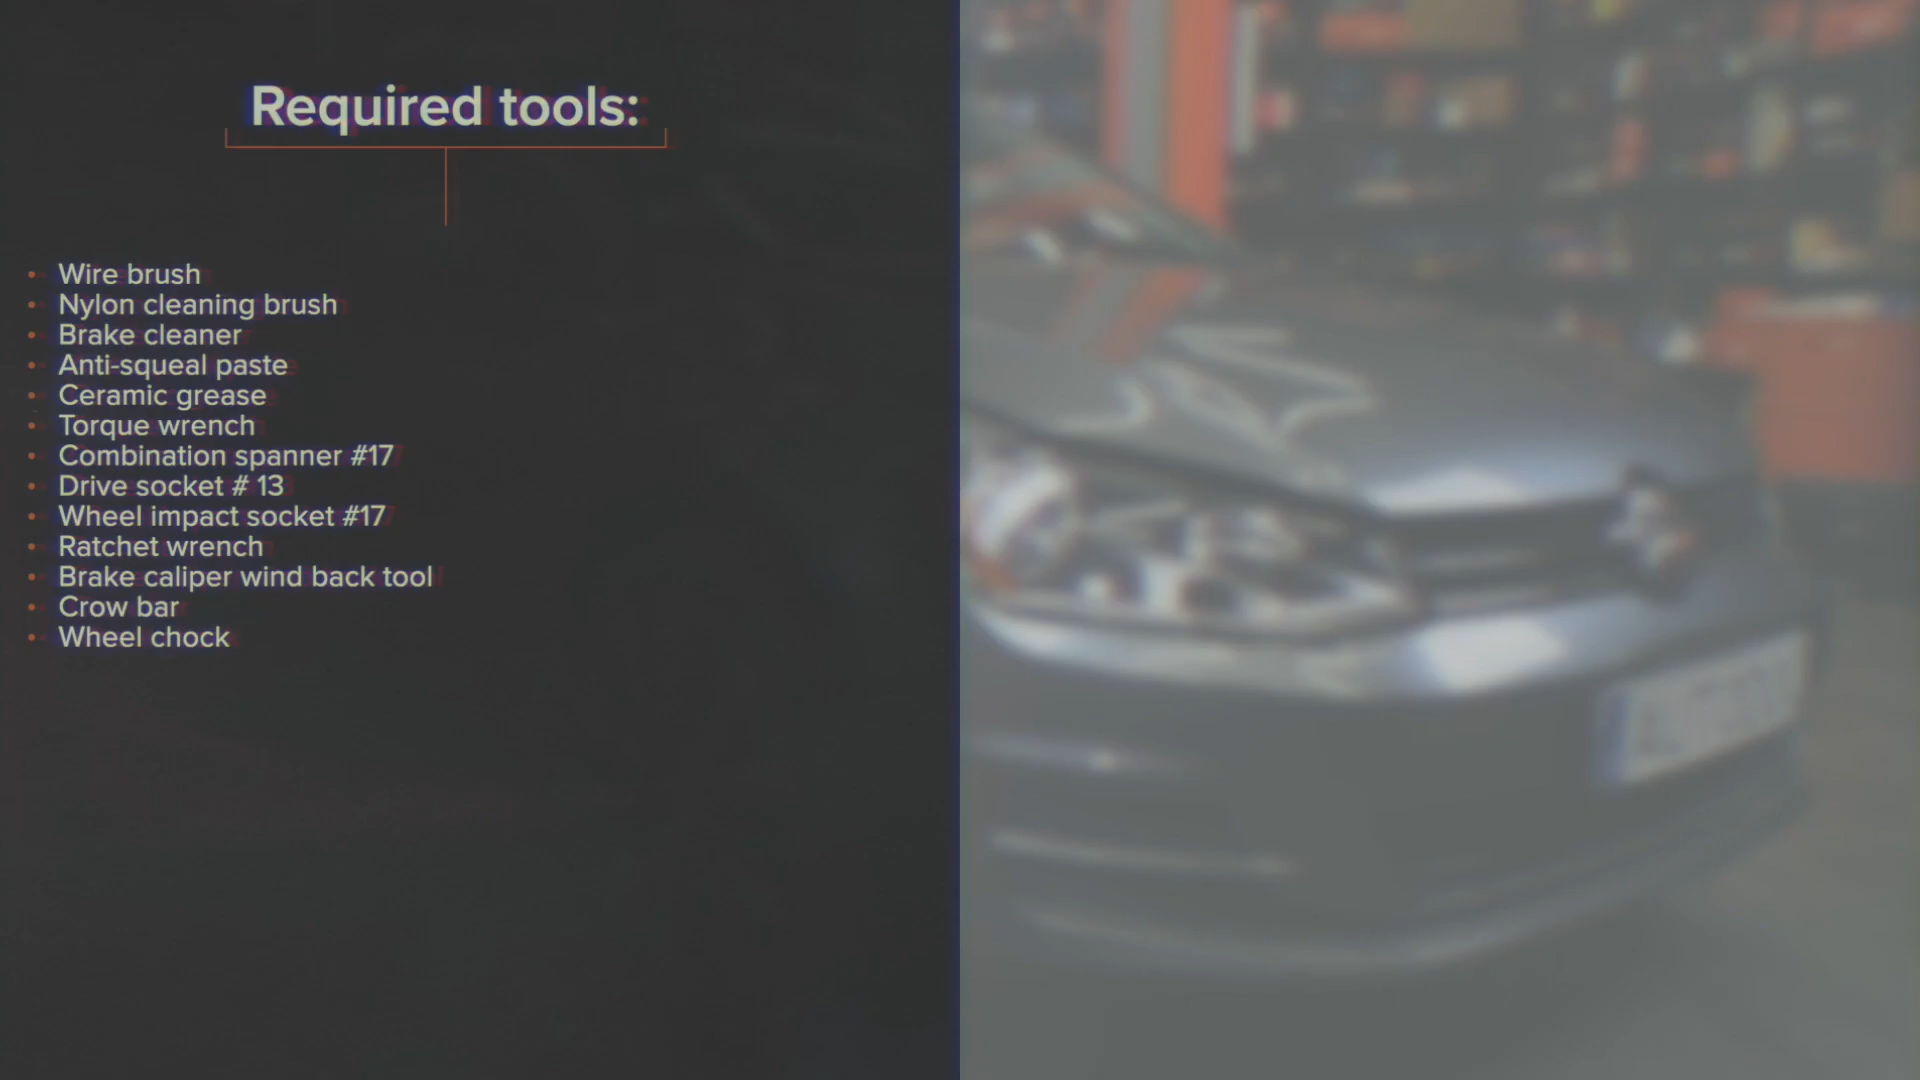 Required tools:
Wire brush
Nylon cleaning brush
Brake cleaner
Anti-squeal paste
Ceramic grease
Torque wrench
Combination spanner #17
Drive socket # 13
Wheel impact socket #17
Ratchet wrench
Brake caliper wind back tool
Crow bar
Wheel chock